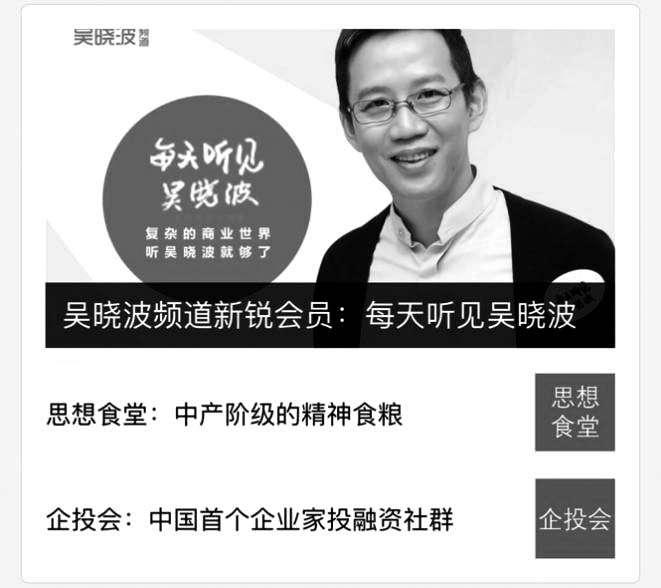 吴晓波频道
每天听见
吴晓波
复杂的商业世界
听吴晓波就够了
吴晓波频道新锐会员：每天听见吴晓波
思想食堂：中产阶级的精神食粮
思想
食堂
企投会：中国首个企业家投融资社群
企投会